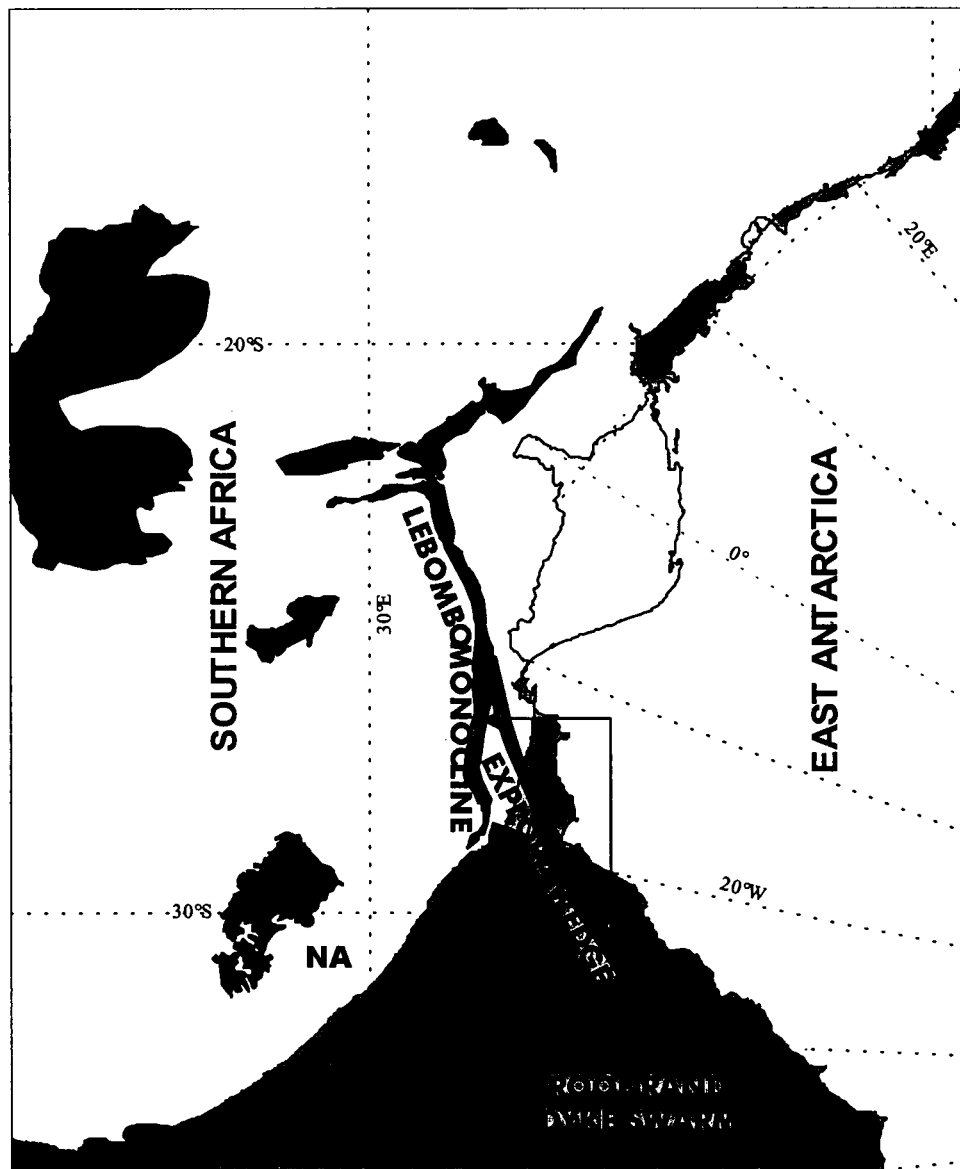 20°E
20°S
SOUTHERN AFRICA
LEBOMBO MONOCLINE
30°E
0°
EAST ANTARCTICA
20°W
30°S
NA
DYKE SWARM